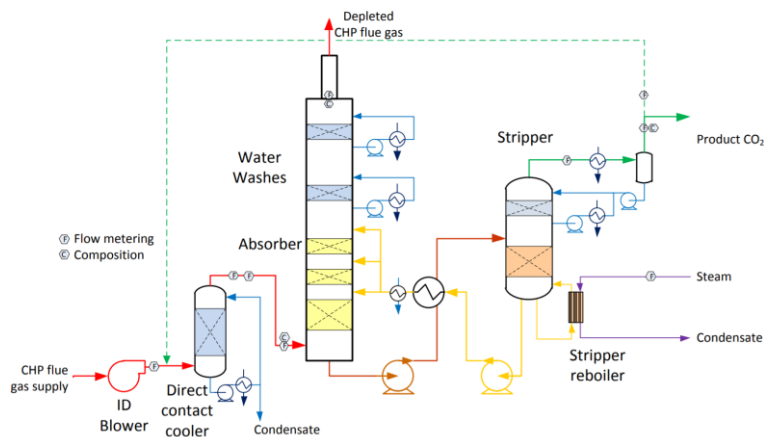 Depleted
CHP flue gas
F
C
F
F C
Product CO₂
Stripper
F
Water
Washes
F Flow metering
C Composition
Absorber
F F
C
F
F
Steam
CHP flue
gas supply
F
ID
Blower
Direct
contact
cooler
Condensate
Stripper
reboiler
Condensate